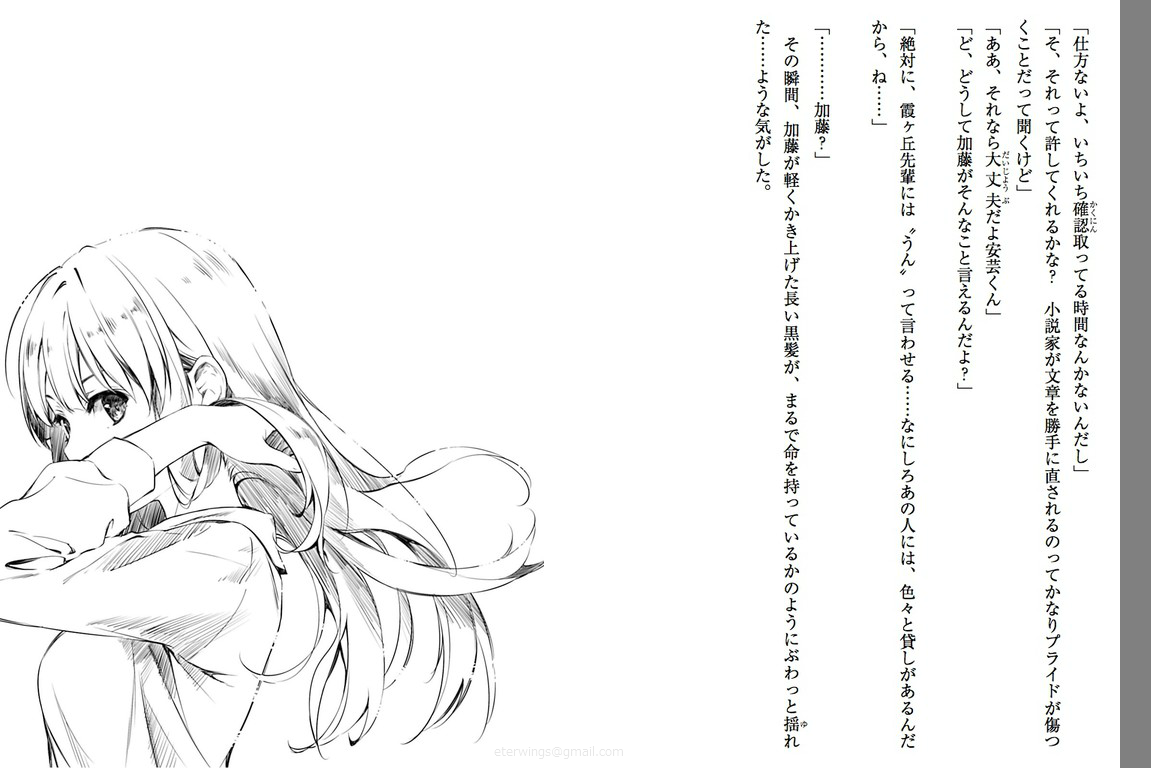 「仕方ないよ、いちいち確認取ってる時間なんかないんだし」
「そ、それって許してくれるかな？　小説家が文章を勝手に直されるのってかなりプライドが傷つ
くことだって聞くけど」
「ああ、それなら大丈夫だよ安芸くん」
「ど、どうして加藤がそんなこと言えるんだよ？」
「絶対に、霞ヶ丘先輩には〝うん〟って言わせる……なにしろあの人には、色々と貸しがあるんだ
から、ね……」
「…………加藤？」
その瞬間、加藤が軽くかき上げた長い黒髪が、まるで命を持っているかのようにぶわっと揺れ
た……ような気がした。
eterwings@gmail.com